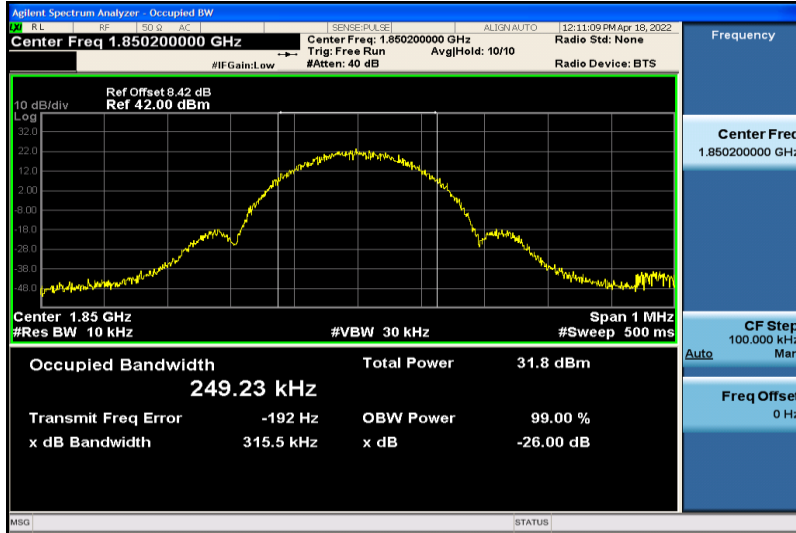 Agilent Spectrum Analyzer - Occupied BW
LXI RL RF 50 Ω AC SENSE:PULSE ALIGN AUTO 12:11:09 PM Apr 18, 2022
Center Freq 1.850200000 GHz Center Freq: 1.850200000 GHz Radio Std: None
Trig: Free Run Avg|Hold: 10/10
#IFGain:Low #Atten: 40 dB Radio Device: BTS
Ref Offset 8.42 dB
10 dB/div Ref 42.00 dBm
Log
32.0
22.0
12.0
2.00
-8.00
-18.0
-28.0
-38.0
-48.0
Center 1.85 GHz Span 1 MHz
#Res BW 10 kHz #VBW 30 kHz #Sweep 500 ms
Occupied Bandwidth Total Power 31.8 dBm
249.23 kHz
Transmit Freq Error -192 Hz OBW Power 99.00 %
x dB Bandwidth 315.5 kHz x dB -26.00 dB
MSG STATUS
Frequency
Center Freq
1.850200000 GHz
CF Step
100.000 kHz
Auto Man
Freq Offset
0 Hz